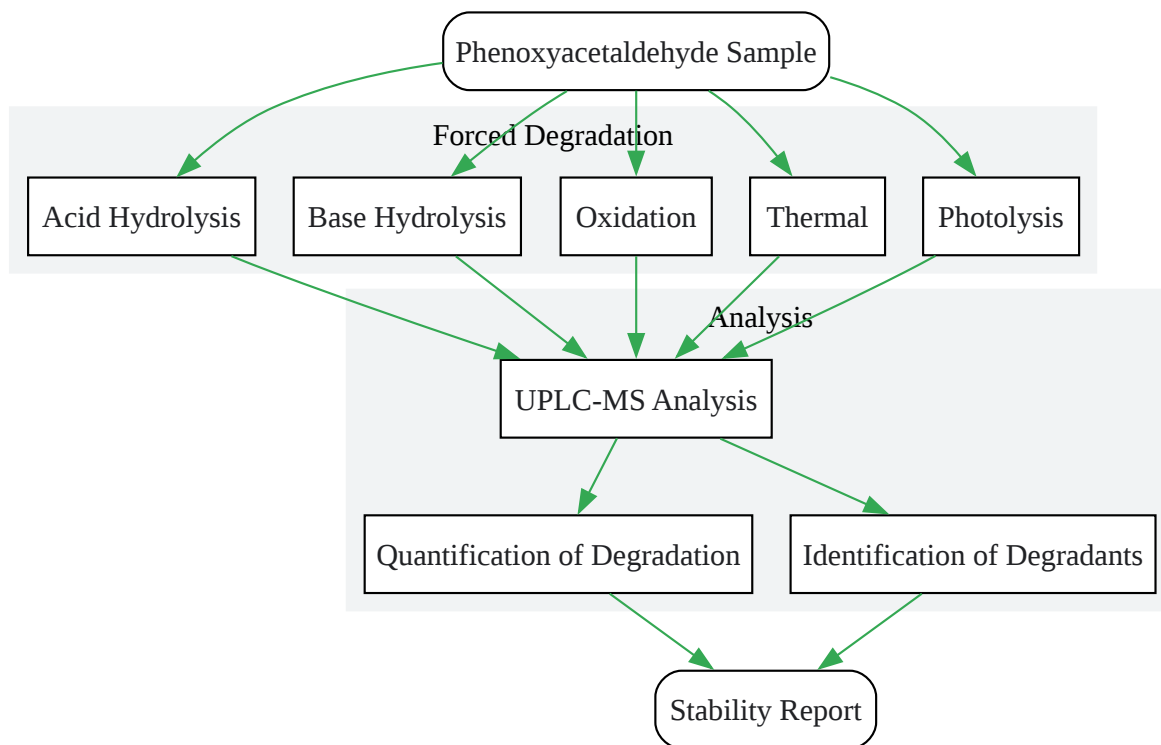 Phenoxyacetaldehyde Sample
Forced Degradation
Acid Hydrolysis
Base Hydrolysis
Oxidation
Thermal
Photolysis
Analysis
UPLC-MS Analysis
Quantification of Degradation
Identification of Degradants
Stability Report